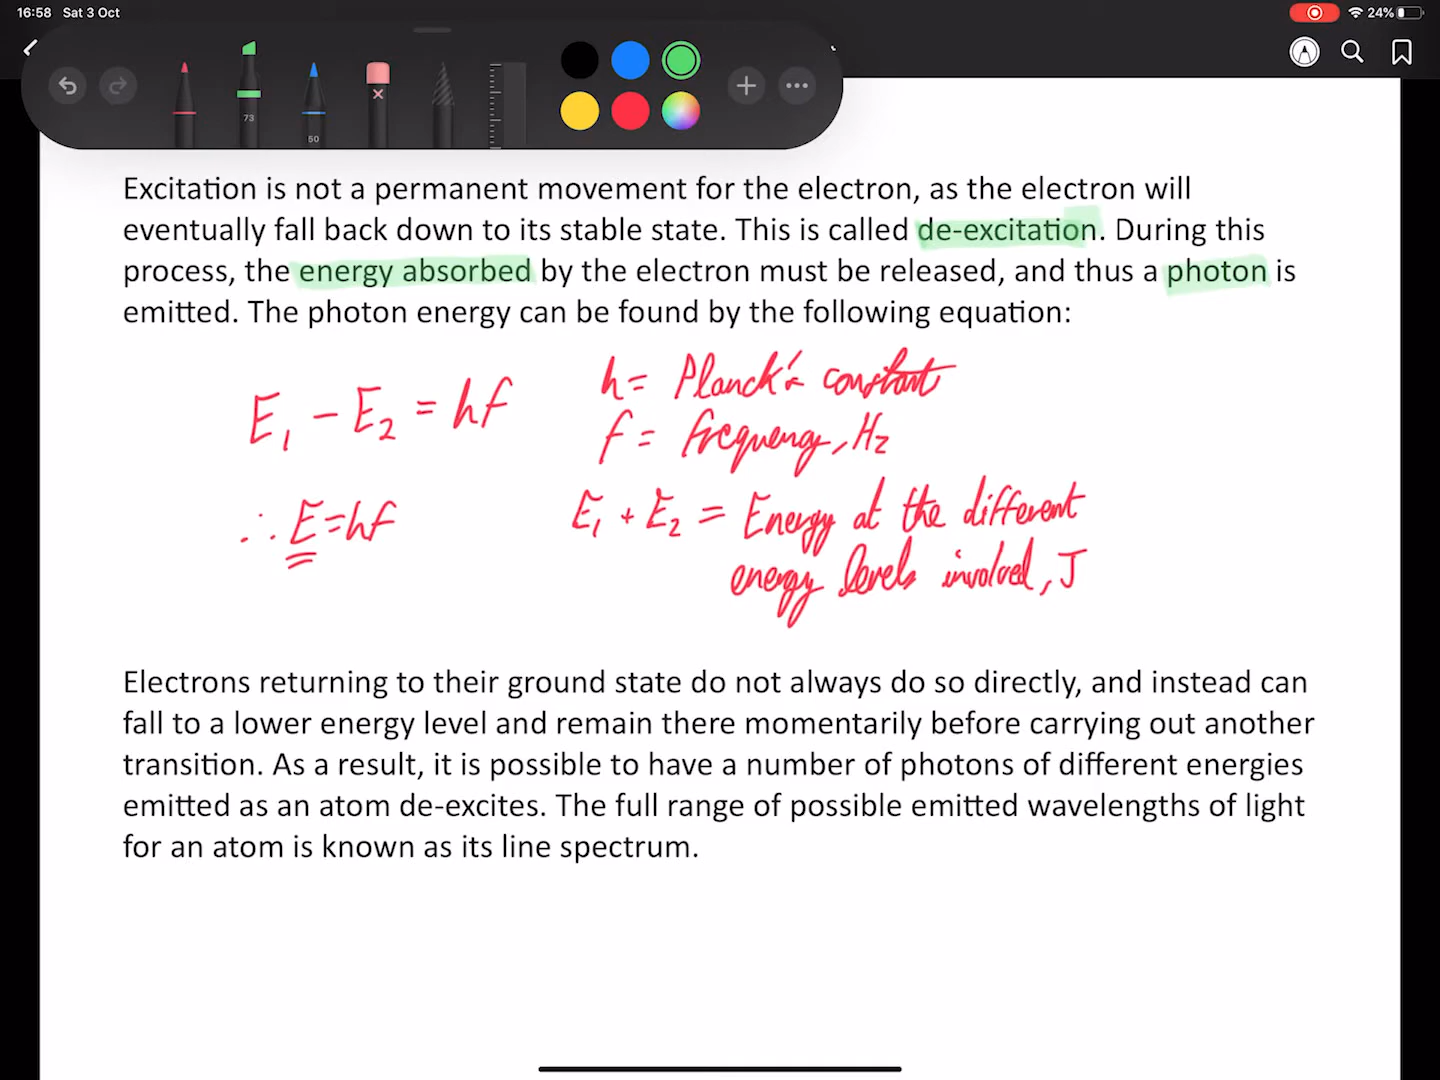 16:58 Sat 3 Oct 24%
73
50
Excitation is not a permanent movement for the electron, as the electron will
eventually fall back down to its stable state. This is called de-excitation. During this
process, the energy absorbed by the electron must be released, and thus a photon is
emitted. The photon energy can be found by the following equation:
E₁ - E₂ = hf
∴ E = hf
h = Planck's constant
f = frequency, Hz
E₁ + E₂ = Energy at the different
energy levels involved, J
Electrons returning to their ground state do not always do so directly, and instead can
fall to a lower energy level and remain there momentarily before carrying out another
transition. As a result, it is possible to have a number of photons of different energies
emitted as an atom de-excites. The full range of possible emitted wavelengths of light
for an atom is known as its line spectrum.